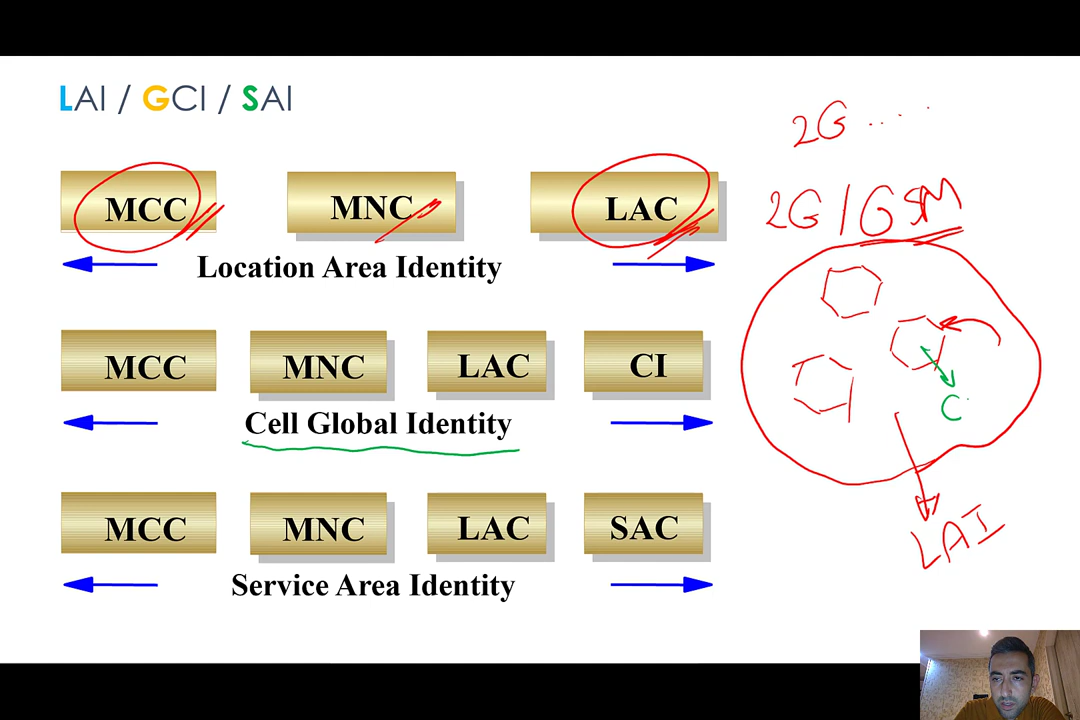 LAI / GCI / SAI
2G ....
MCC MNC LAC
2G / GSM
Location Area Identity
MCC MNC LAC CI
C
Cell Global Identity
MCC MNC LAC SAC
LAI
Service Area Identity